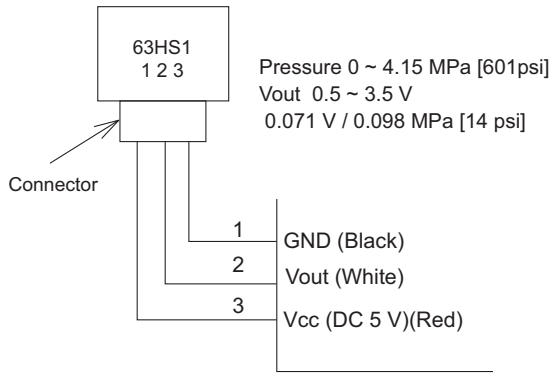 63HS1
1 2 3
Pressure 0 ~ 4.15 MPa [601psi]
Vout 0.5 ~ 3.5 V
0.071 V / 0.098 MPa [14 psi]
Connector
1
GND (Black)
2
Vout (White)
3
Vcc (DC 5 V)(Red)